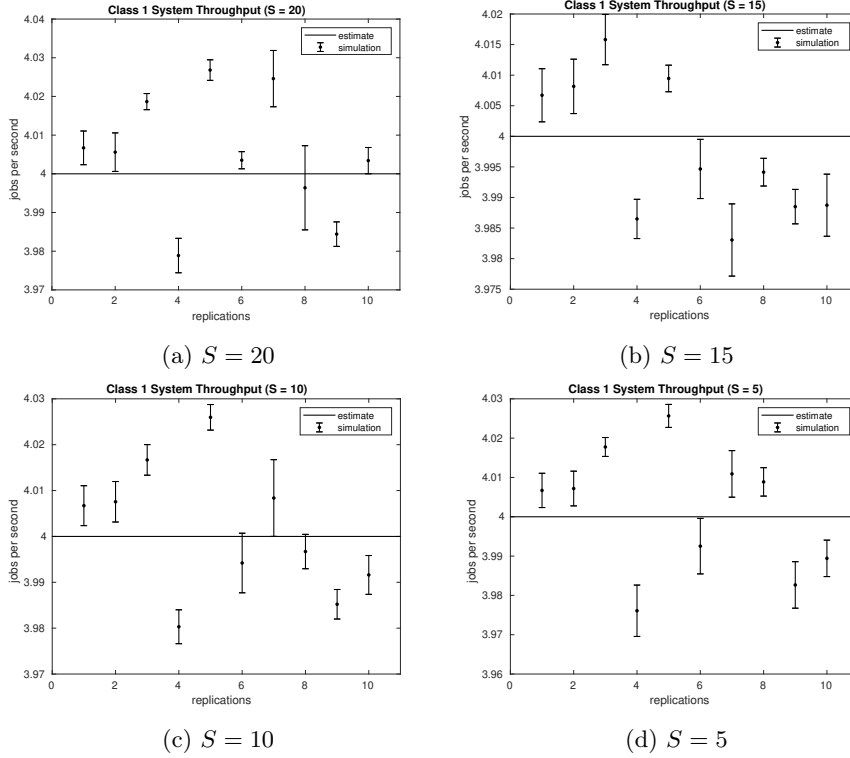 Class 1 System Throughput (S = 20)
4.04
4.03
4.02
4.01
4
3.99
3.98
3.97
jobs per second
estimate
simulation
0 2 4 6 8 10
replications
(a) S = 20
Class 1 System Throughput (S = 15)
4.02
4.015
4.01
4.005
4
3.995
3.99
3.985
3.98
3.975
jobs per second
estimate
simulation
0 2 4 6 8 10
replications
(b) S = 15
Class 1 System Throughput (S = 10)
4.03
4.02
4.01
4
3.99
3.98
3.97
jobs per second
estimate
simulation
0 2 4 6 8 10
replications
(c) S = 10
Class 1 System Throughput (S = 5)
4.03
4.02
4.01
4
3.99
3.98
3.97
3.96
jobs per second
estimate
simulation
0 2 4 6 8 10
replications
(d) S = 5